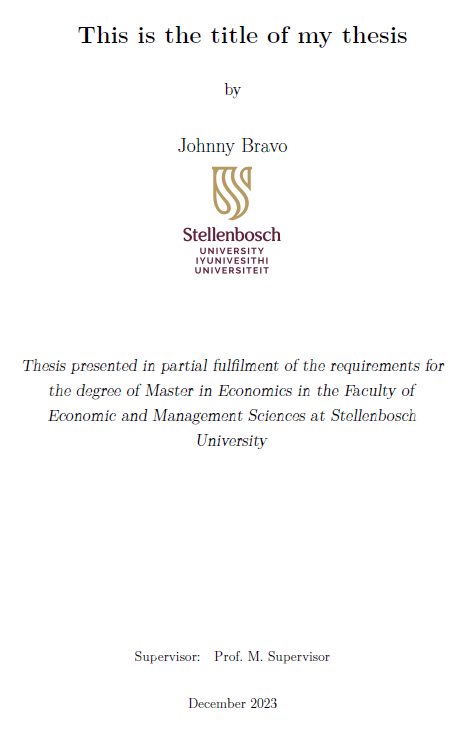 This is the title of my thesis
by
Johnny Bravo
Stellenbosch
UNIVERSITY
IYUNIVESITHI
UNIVERSITEIT
Thesis presented in partial fulfilment of the requirements for
the degree of Master in Economics in the Faculty of
Economic and Management Sciences at Stellenbosch
University
Supervisor: Prof. M. Supervisor
December 2023